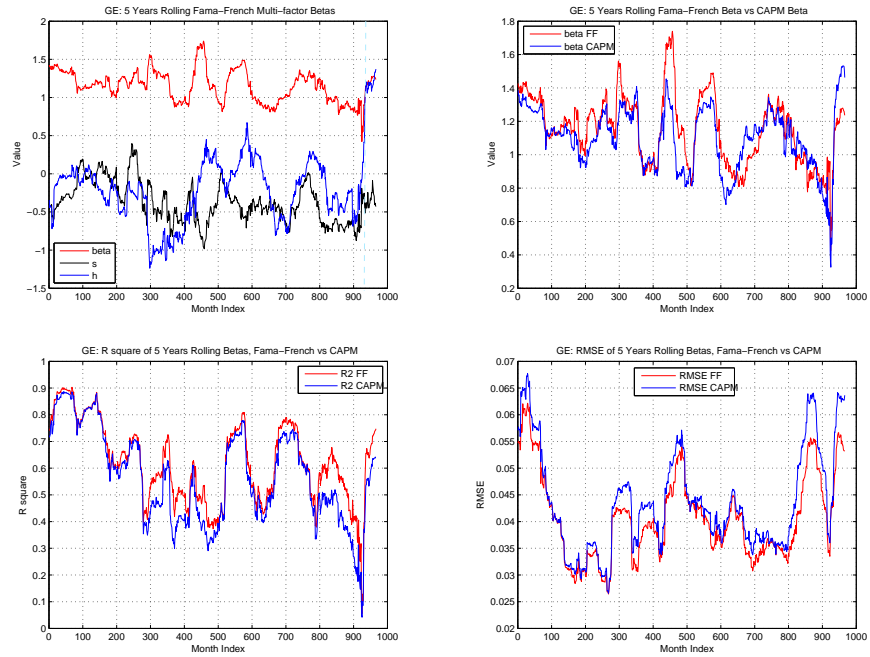 GE: 5 Years Rolling Fama−French Multi−factor Betas
2
1.5
1
0.5
0
−0.5
−1
−1.5
Value
beta
s
h
0 100 200 300 400 500 600 700 800 900 1000
Month Index
GE: 5 Years Rolling Fama−French Beta vs CAPM Beta
1.8
1.6
1.4
1.2
1
0.8
0.6
0.4
0.2
Value
beta FF
beta CAPM
0 100 200 300 400 500 600 700 800 900 1000
Month Index
GE: R square of 5 Years Rolling Betas, Fama−French vs CAPM
1
0.9
0.8
0.7
0.6
0.5
0.4
0.3
0.2
0.1
0
R square
R2 FF
R2 CAPM
0 100 200 300 400 500 600 700 800 900 1000
Month Index
GE: RMSE of 5 Years Rolling Betas, Fama−French vs CAPM
0.07
0.065
0.06
0.055
0.05
0.045
0.04
0.035
0.03
0.025
0.02
RMSE
RMSE FF
RMSE CAPM
0 100 200 300 400 500 600 700 800 900 1000
Month Index